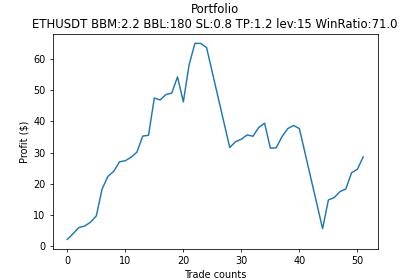 Portfolio
ETHUSDT BBM:2.2 BBL:180 SL:0.8 TP:1.2 lev:15 WinRatio:71.0
60
50
40
30
20
10
0
Profit ($)
0 10 20 30 40 50
Trade counts